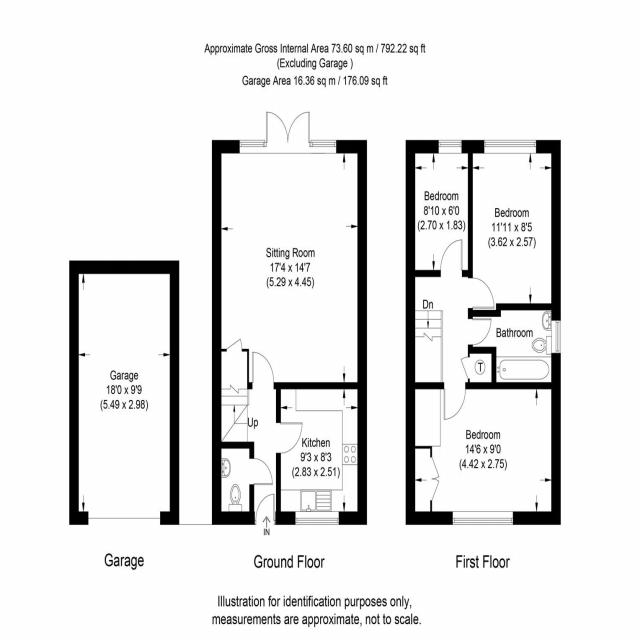 Approximate Gross Internal Area 73.60 sq m / 792.22 sq ft
(Excluding Garage )
Garage Area 16.36 sq m / 176.09 sq ft
Garage
18'0 x 9'9
(5.49 x 2.98)
Garage
Sitting Room
17'4 x 14'7
(5.29 x 4.45)
Up
Kitchen
9'3 x 8'3
(2.83 x 2.51)
IN
Ground Floor
Bedroom
8'10 x 6'0
(2.70 x 1.83)
Bedroom
11'11 x 8'5
(3.62 x 2.57)
Dn
Bathroom
T
Bedroom
14'6 x 9'0
(4.42 x 2.75)
First Floor
Illustration for identification purposes only,
measurements are approximate, not to scale.